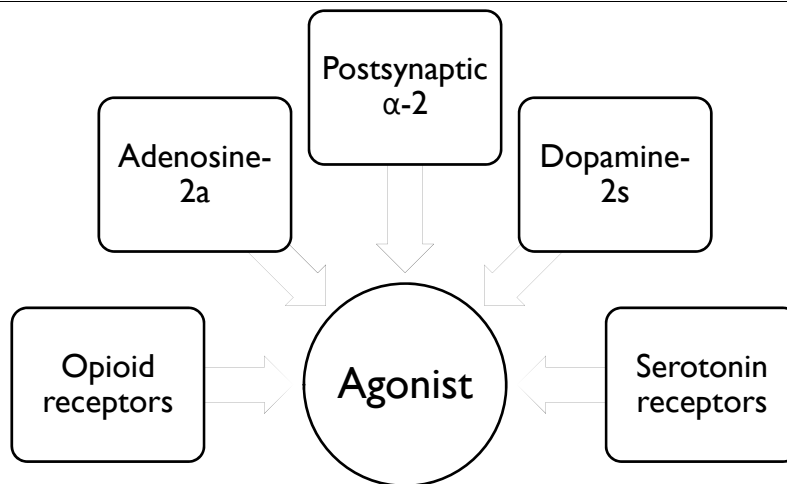 Postsynaptic
α-2
Adenosine-
2a
Dopamine-
2s
Opioid
receptors
Agonist
Serotonin
receptors